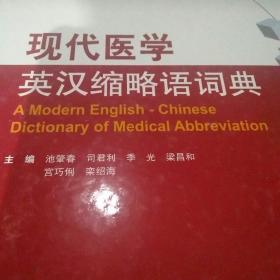 现代医学
英汉缩略语词典
A Modern English - Chinese
Dictionary of Medical Abbreviation
主 编 池肇春 司君利 季 光 梁昌和
宫巧俐 栾绍海